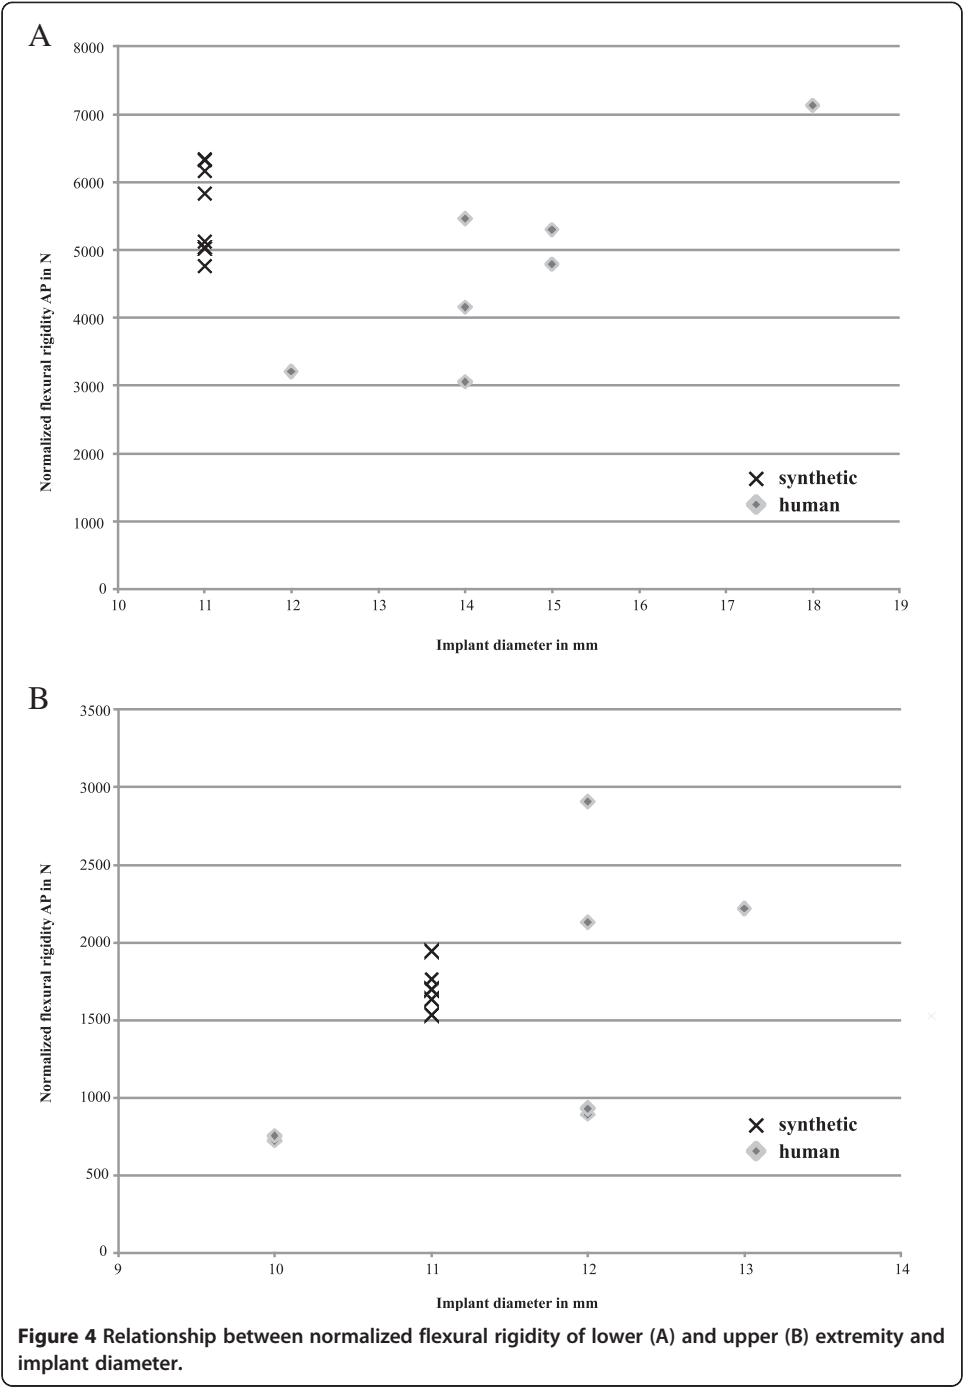 A
8000
7000
6000
5000
4000
3000
2000
1000
0
Normalized flexural rigidity AP in N
synthetic
human
10 11 12 13 14 15 16 17 18 19
Implant diameter in mm
B
3500
3000
2500
2000
1500
1000
500
0
Normalized flexural rigidity AP in N
synthetic
human
9 10 11 12 13 14
Implant diameter in mm
Figure 4 Relationship between normalized flexural rigidity of lower (A) and upper (B) extremity and
implant diameter.